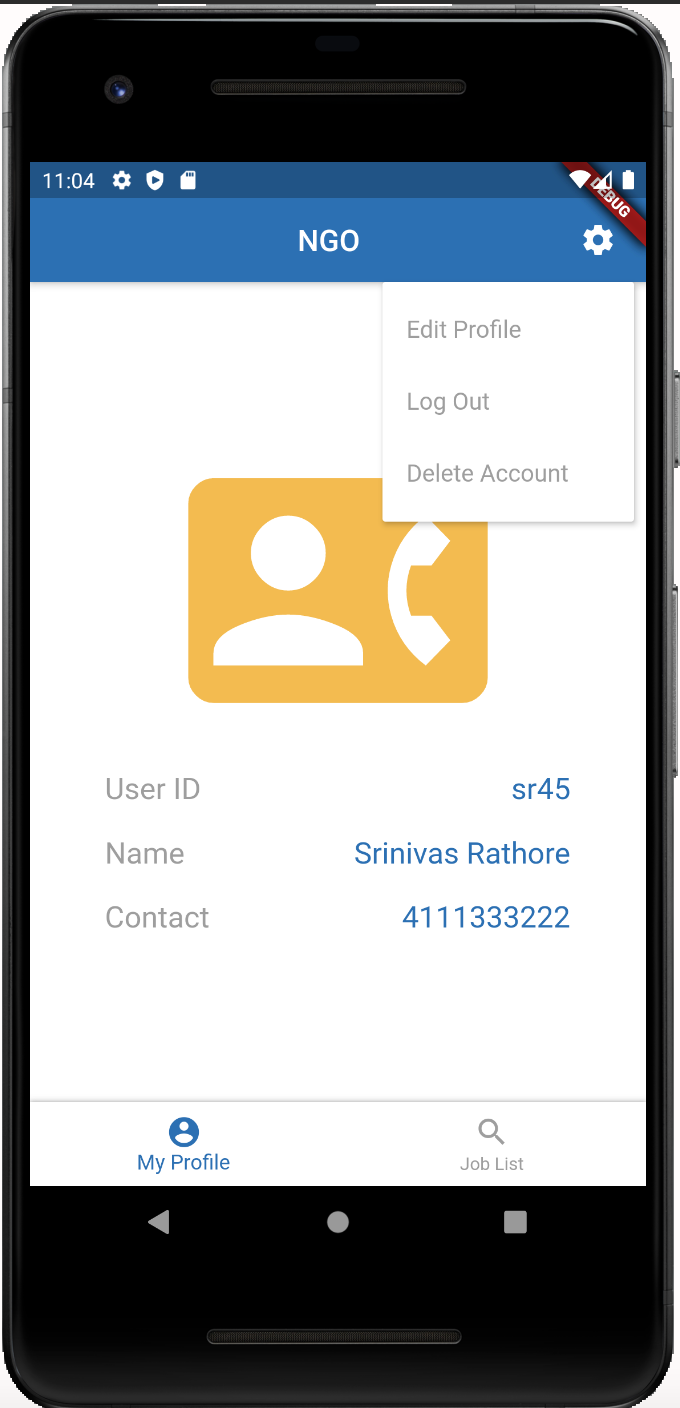 11:04
DEBUG
NGO
Edit Profile
Log Out
Delete Account
User ID sr45
Name Srinivas Rathore
Contact 4111333222
My Profile Job List